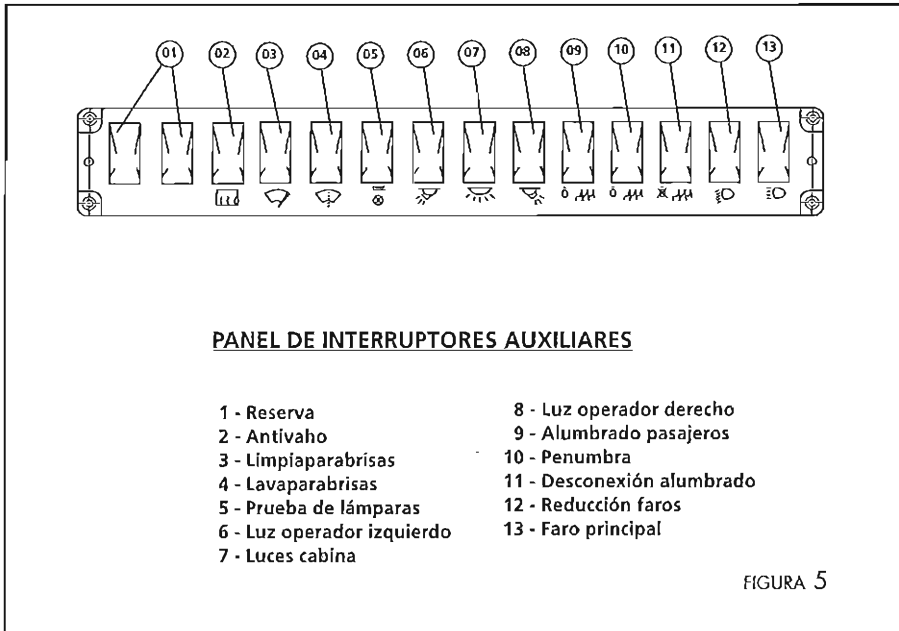 01 02 03 04 05 06 07 08 09 10 11 12 13
PANEL DE INTERRUPTORES AUXILIARES
1 - Reserva
2 - Antivaho
3 - Limpiaparabrisas
4 - Lavaparabrisas
5 - Prueba de lámparas
6 - Luz operador izquierdo
7 - Luces cabina
8 - Luz operador derecho
9 - Alumbrado pasajeros
10 - Penumbra
11 - Desconexión alumbrado
12 - Reducción faros
13 - Faro principal
FIGURA 5